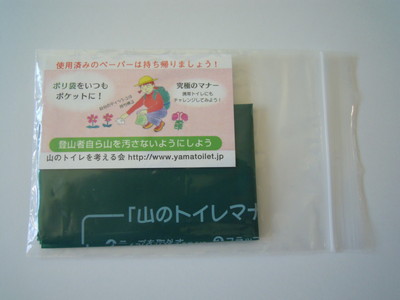 使用済みのペーパーは持ち帰りましょう！
ポリ袋をいつも
ポケットに！
究極のマナー
携帯トイレにも
チャレンジしてみよう！
登山者自ら山を汚さないようにしよう
山のトイレを考える会 http://www.yamatoilet.jp
「山のトイレマナ